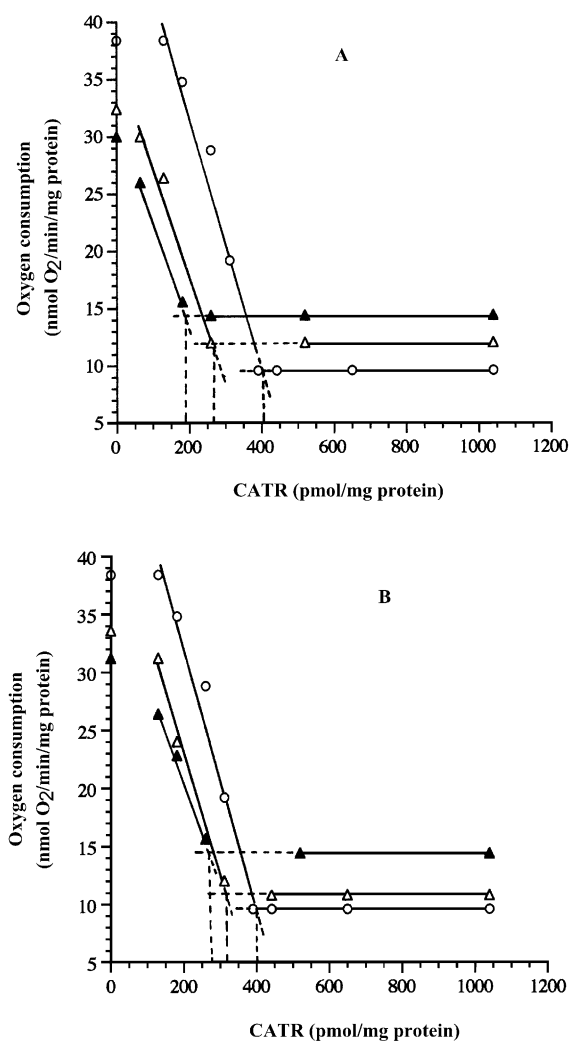 A
40
35
30
25
20
15
10
5
Oxygen consumption
(nmol O2/min/mg protein)
0 200 400 600 800 1000 1200
CATR (pmol/mg protein)
B
40
35
30
25
20
15
10
5
Oxygen consumption
(nmol O2/min/mg protein)
0 200 400 600 800 1000 1200
CATR (pmol/mg protein)